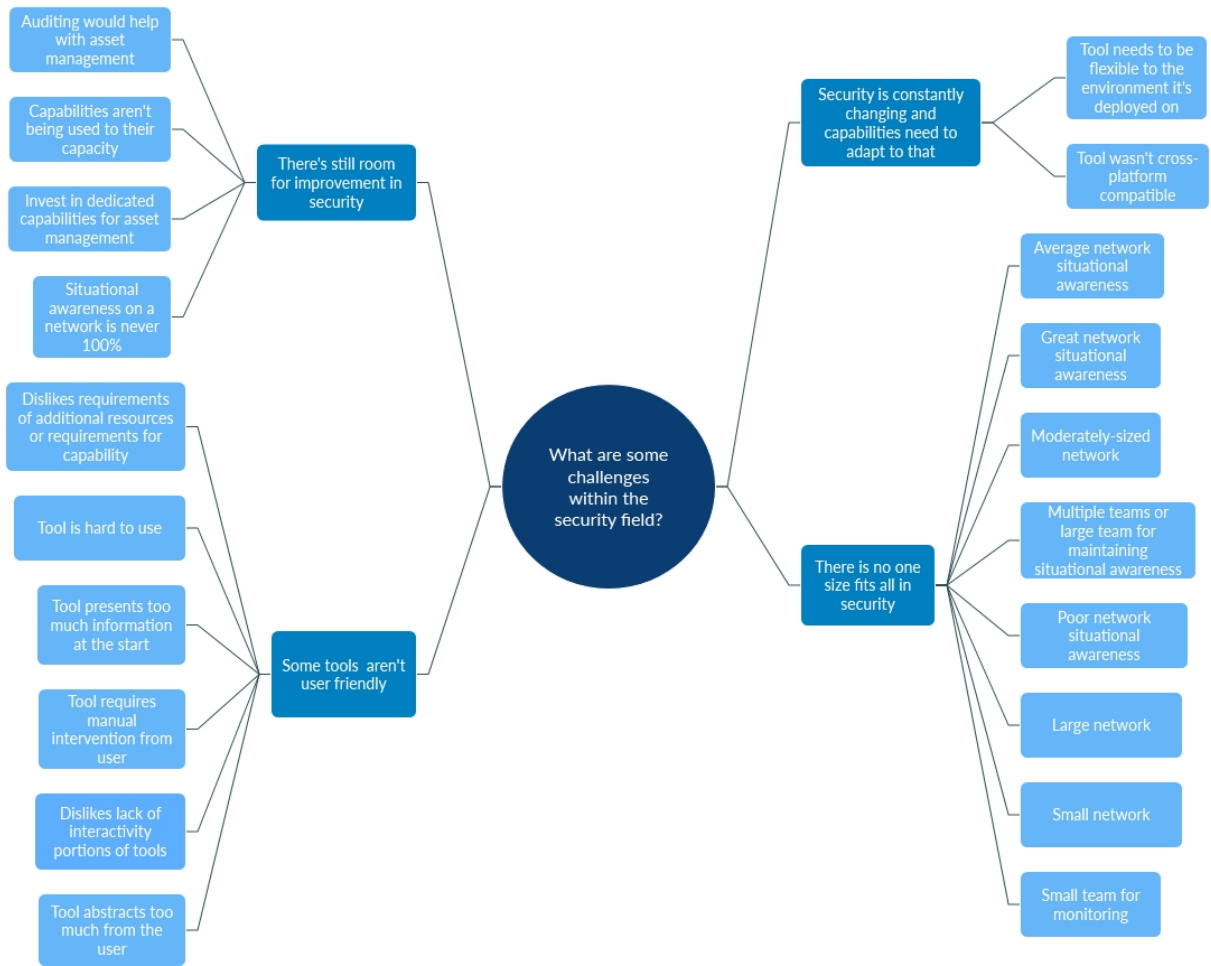 Auditing would help
with asset
management
Capabilities aren't
being used to their
capacity
Invest in dedicated
capabilities for asset
management
Situational
awareness on a
network is never
100%
There's still room
for improvement in
security
Dislikes requirements
of additional resources
or requirements for
capability
Tool is hard to use
Tool presents too
much information
at the start
Tool requires
manual
intervention from
user
Dislikes lack of
interactivity
portions of tools
Tool abstracts too
much from the
user
Some tools  aren't
user friendly
What are some
challenges
within the
security field?
Security is constantly
changing and
capabilities need to
adapt to that
Tool needs to be
flexible to the
environment it's
deployed on
Tool wasn't cross-
platform
compatible
There is no one
size fits all in
security
Average network
situational
awareness
Great network
situational
awareness
Moderately-sized
network
Multiple teams or
large team for
maintaining
situational awareness
Poor network
situational
awareness
Large network
Small network
Small team for
monitoring